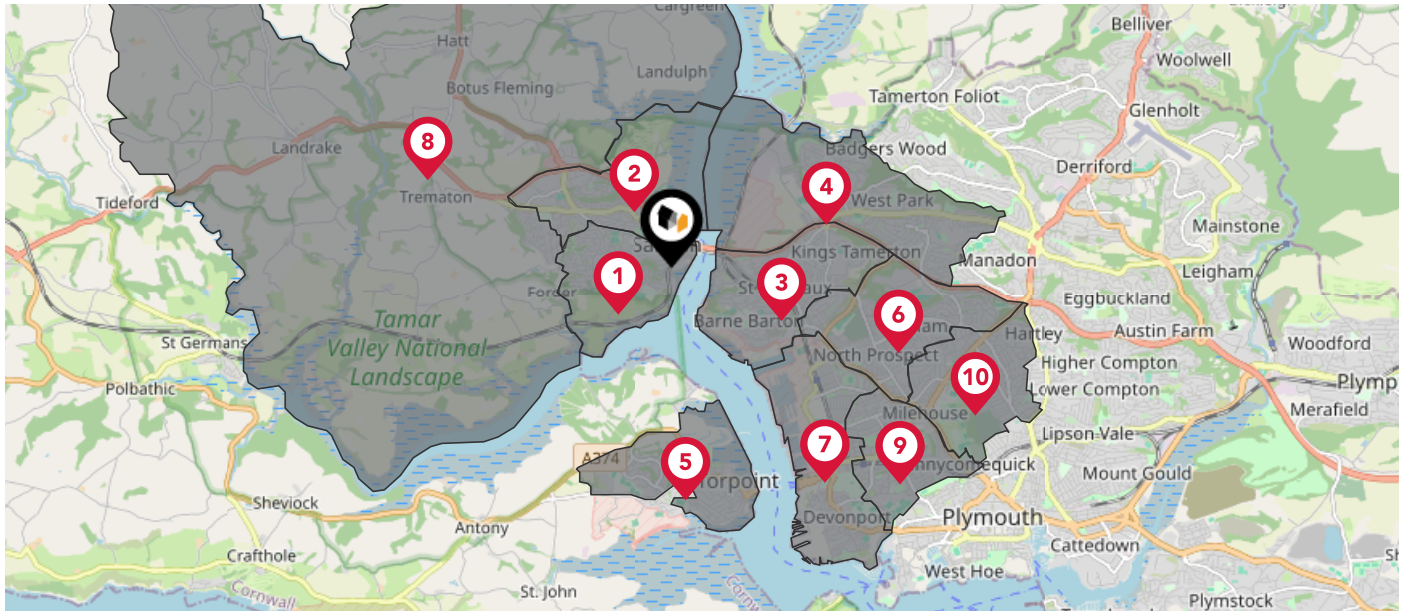 Cargreen
Belliver
Hatt
Woolwell
Landulph
Botus Fleming
Tamerton Foliot
Glenholt
8
Landrake
Badgers Wood
Derriford
2
4
Trematon
West Park
Tideford
Mainstone
Kings Tamerton
Manadon
Leigham
1
3
Eggbuckland
6
Barne Barton
Hartley
Austin Farm
St Germans
Tamar
Valley National
Landscape
North Prospect
Woodford
Higher Compton
10
Lower Compton
Polbathic
Milehouse
Merafield
Lipson Vale
7
9
A374
5
Mount Gould
Sheviock
Antony
Devonport
Plymouth
Cattedown
Crafthole
West Hoe
St. John
Cornwall
Plymstock